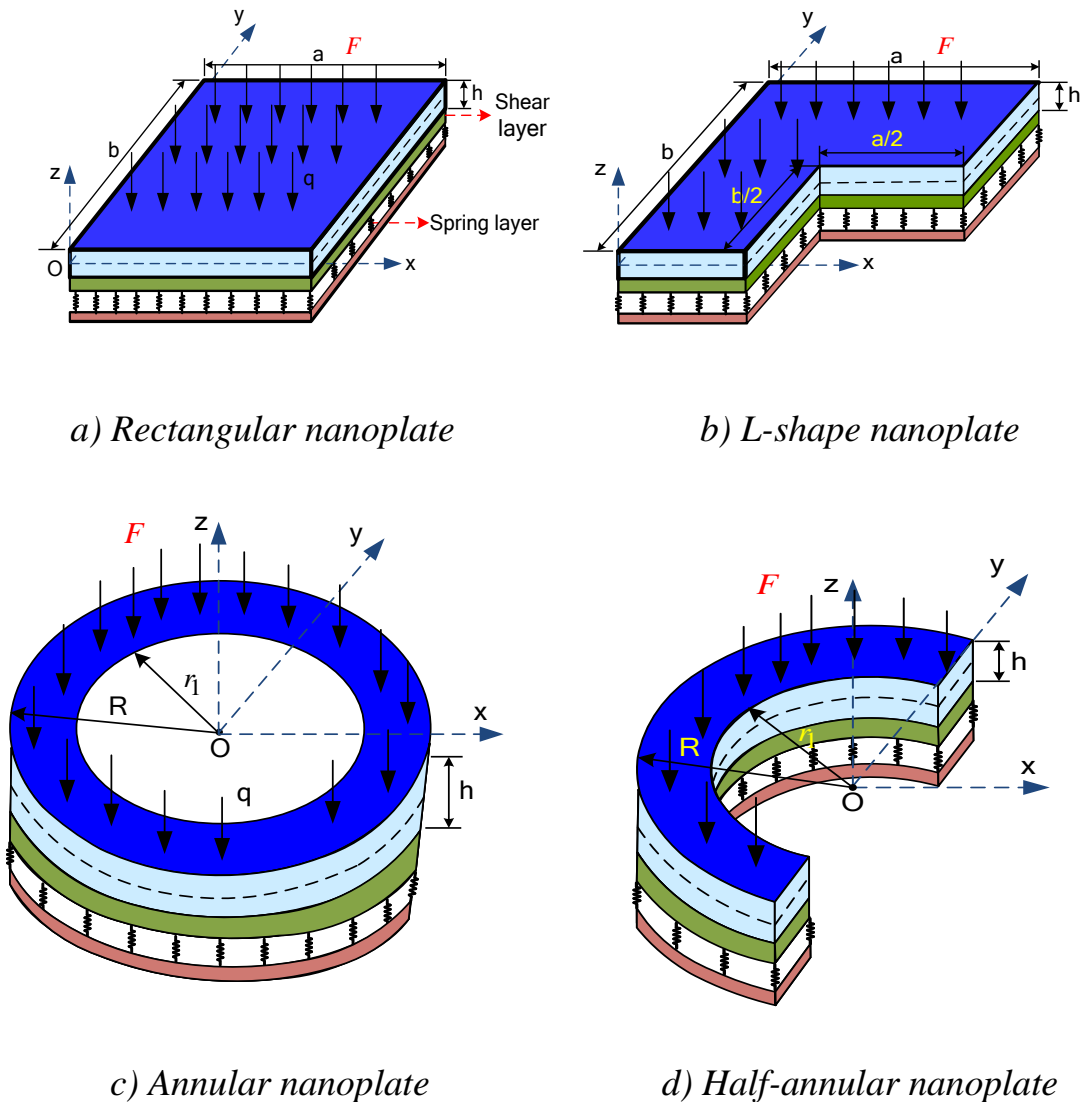 y
a
F
h
Shear
layer
b
z
q
Spring layer
O
x
a) Rectangular nanoplate
y
F
a
h
a/2
b
z
b/2
x
O
b) L-shape nanoplate
F
z
y
r1
R
x
O
q
h
c) Annular nanoplate
y
F
z
h
R
r1
x
O
d) Half-annular nanoplate